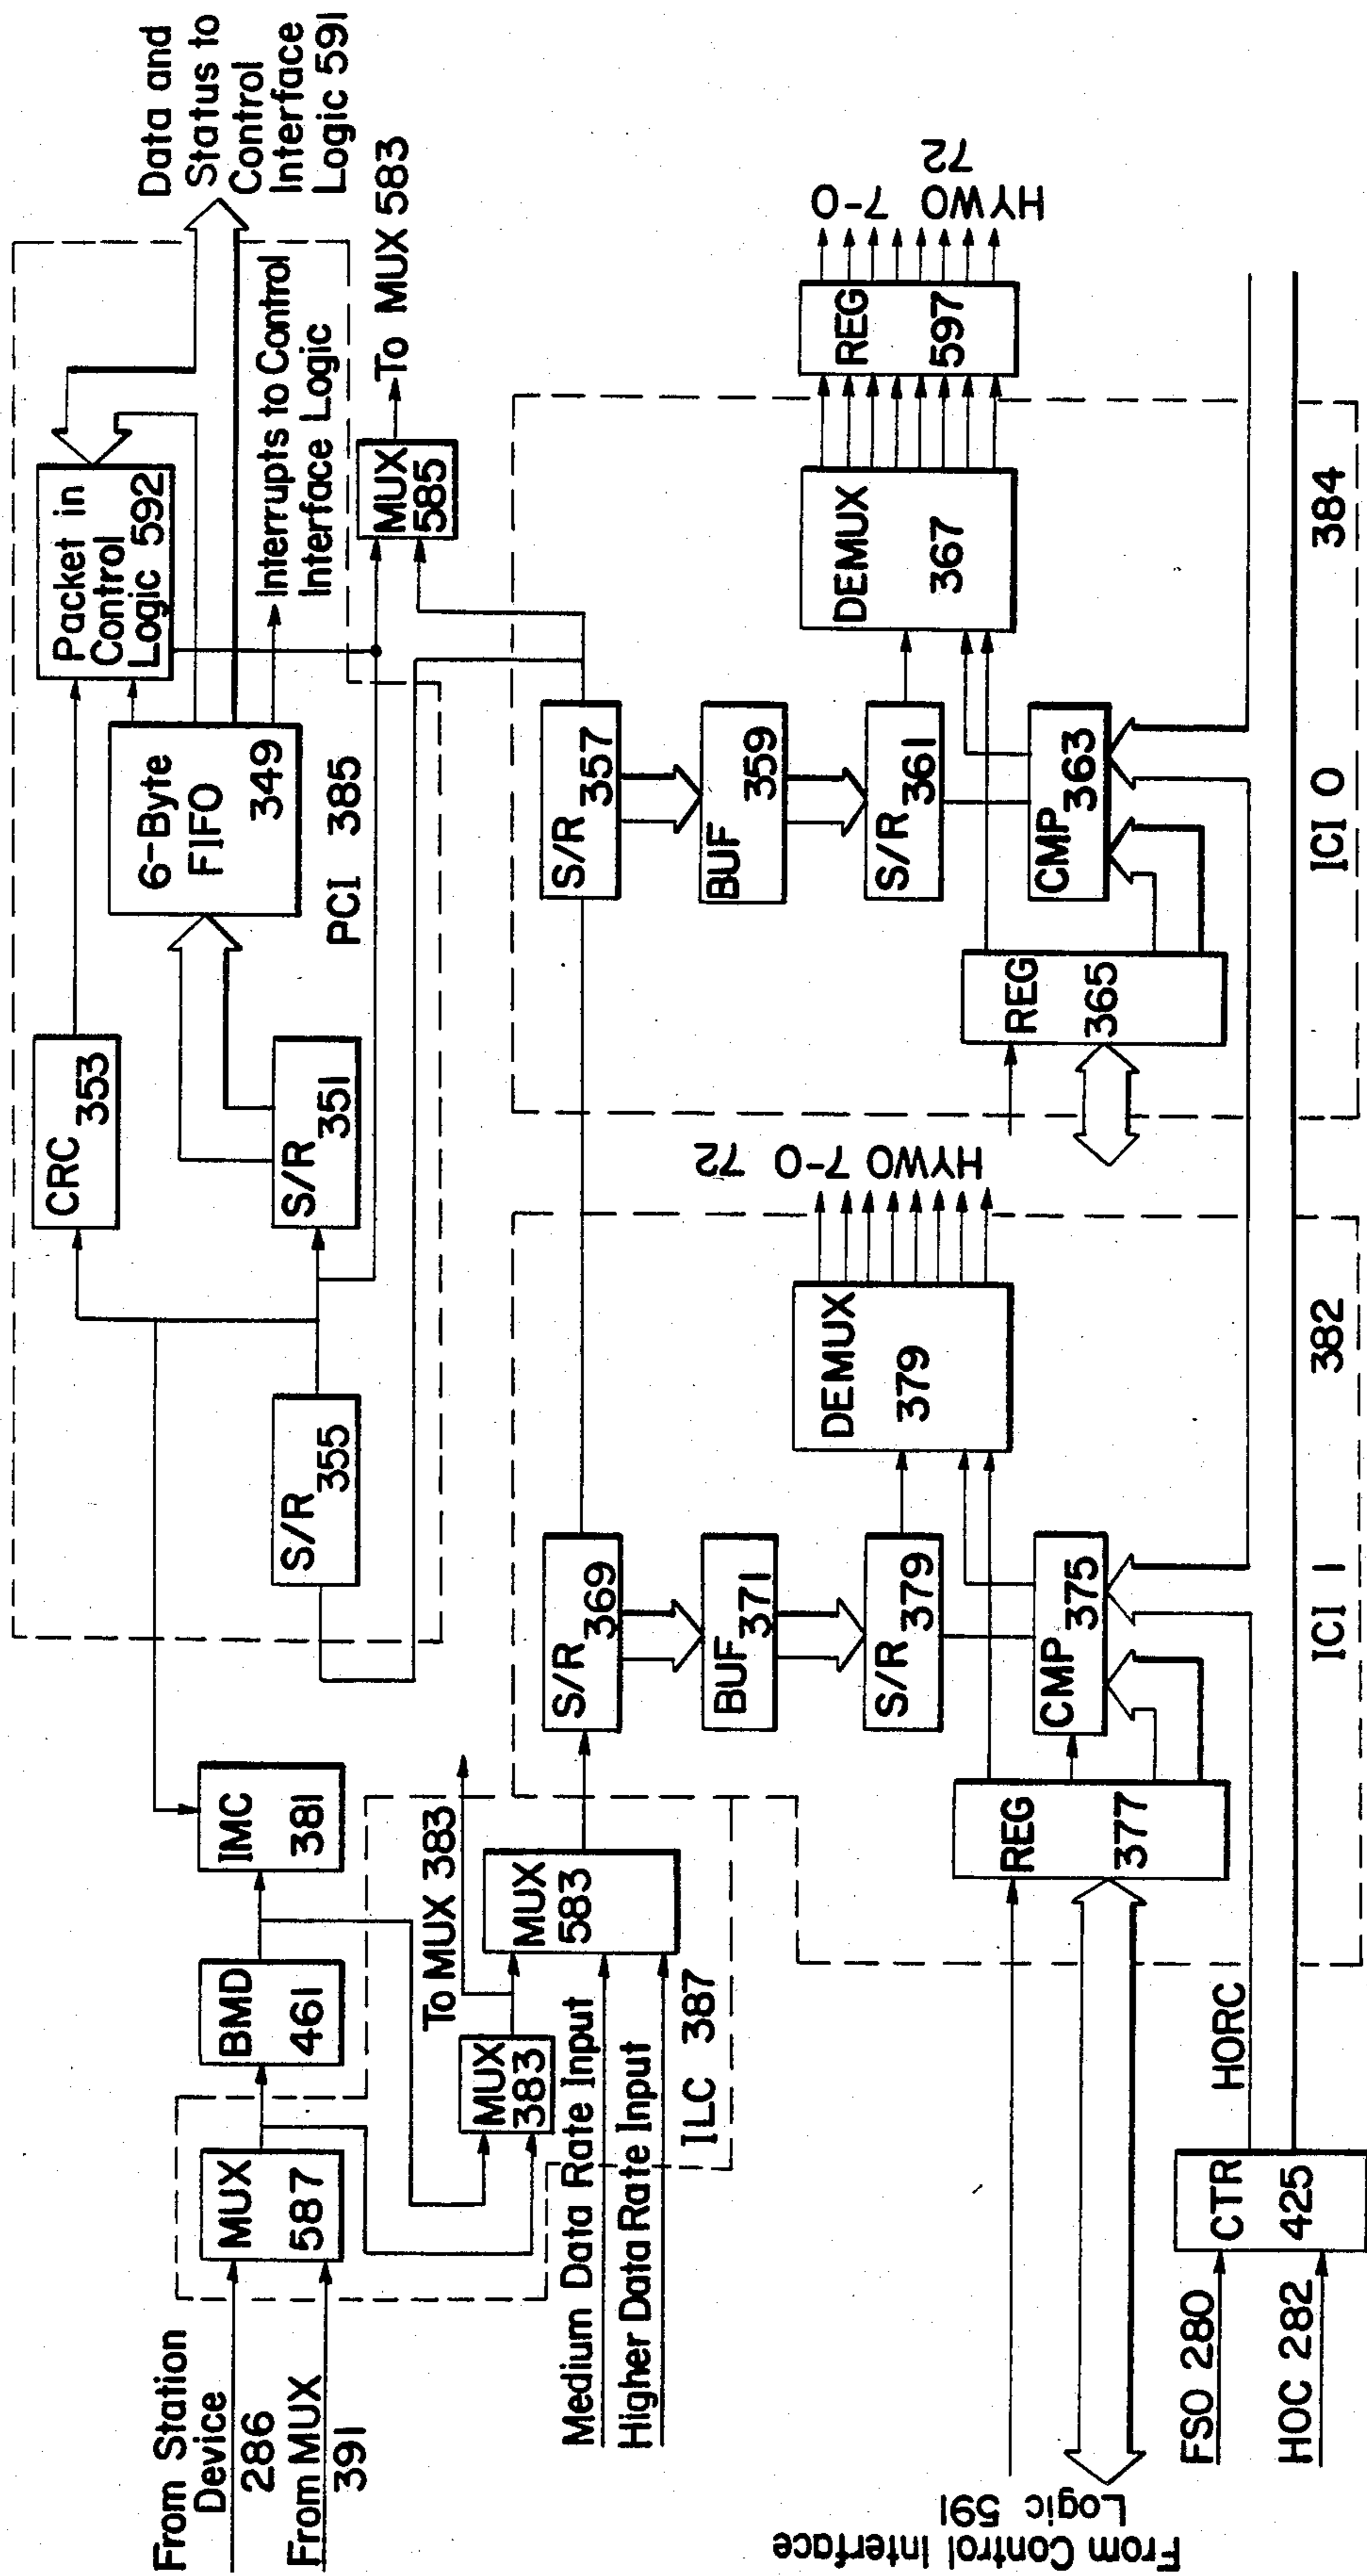 From Station
Device
286
From MUX
391
MUX
587
BMD
461
IMC
381
S/R
355
CRC
353
S/R
351
6-Byte
FIFO
349
Packet in
Control
Logic 592
PCI 385
Data and
Status to
Control
Interface
Logic 591
Interrupts to Control
Interface Logic
MUX
585
To MUX 583
To MUX 383
MUX
383
MUX
583
Medium Data Rate Input
Higher Data Rate Input
ILC 387
S/R
369
BUF
371
S/R
379
CMP
375
REG
377
DEMUX
379
HYWO 7-0 72
ICI 1
382
S/R
357
BUF
359
S/R
361
CMP
363
REG
365
DEMUX
367
REG
597
HYWO 7-0
72
ICI 0
384
From Control Interface
Logic 591
FSO 280
HOC 282
CTR
425
HORC